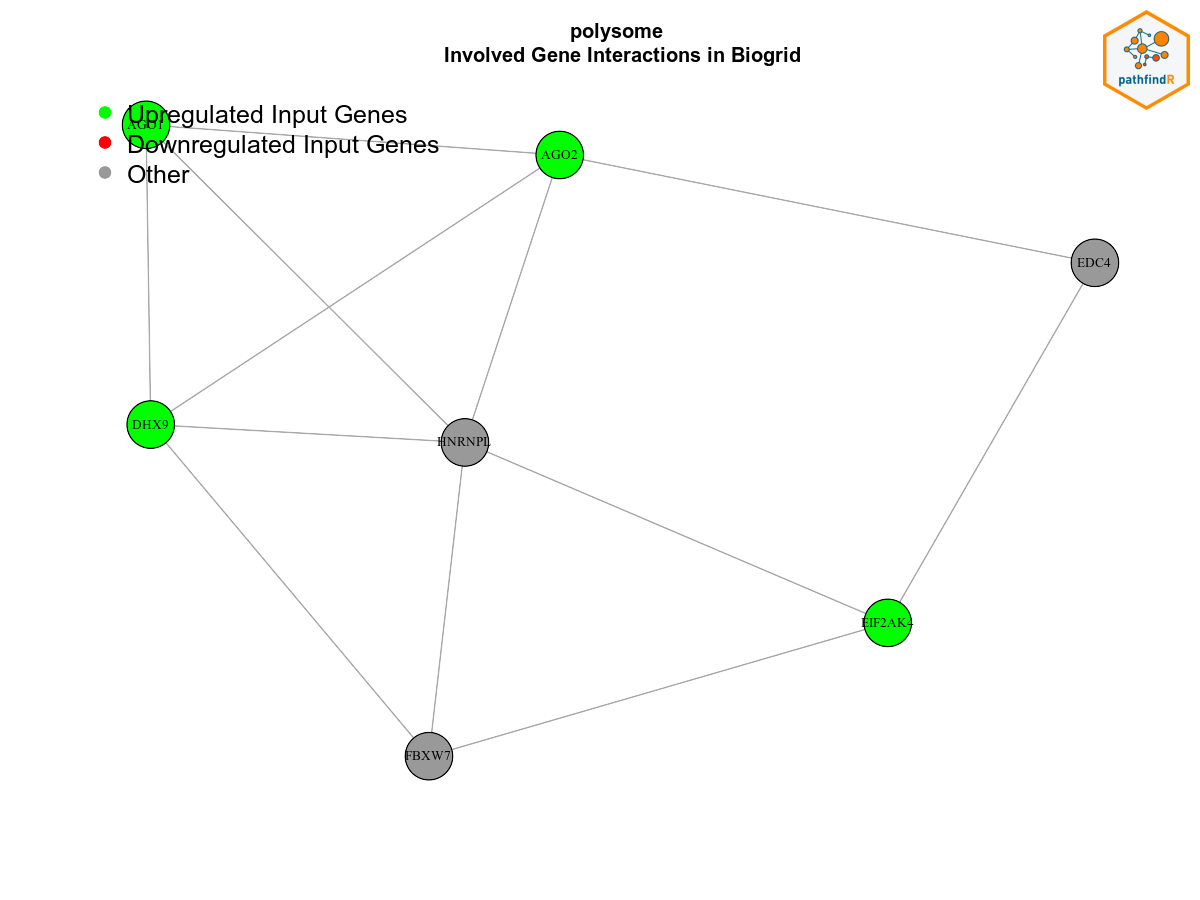 polysome
Involved Gene Interactions in Biogrid
pathfindR
Upregulated Input Genes
AGO1
Downregulated Input Genes
AGO2
Other
EDC4
DHX9
HNRNPL
EIF2AK4
FBXW7